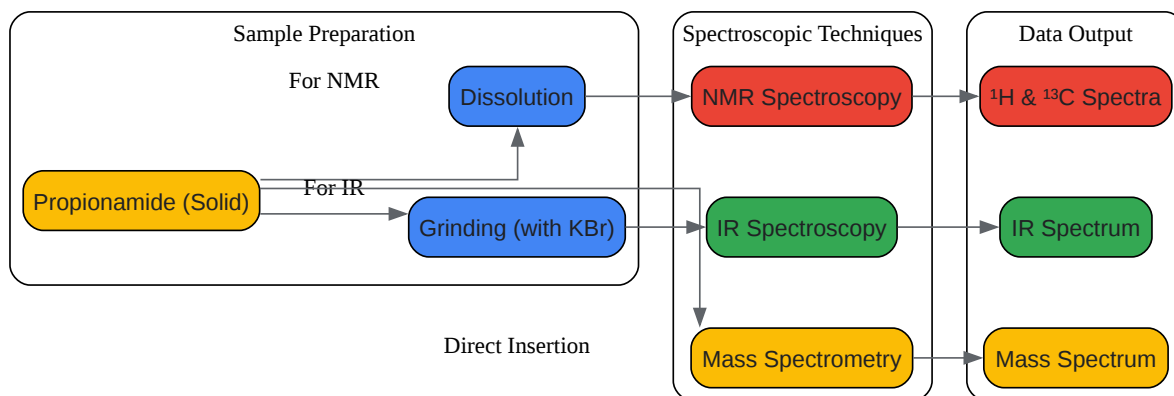 Sample Preparation
Spectroscopic Techniques
Data Output
For NMR
Dissolution
NMR Spectroscopy
¹H & ¹³C Spectra
For IR
Propionamide (Solid)
Grinding (with KBr)
IR Spectroscopy
IR Spectrum
Direct Insertion
Mass Spectrometry
Mass Spectrum